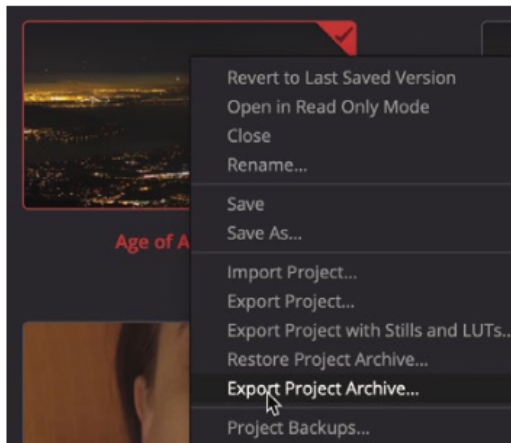 Revert to Last Saved Version
Open in Read Only Mode
Close
Rename...
Age of A
Save
Save As...
Import Project...
Export Project...
Export Project with Stills and LUTs..
Restore Project Archive...
Export Project Archive...
Project Backups...